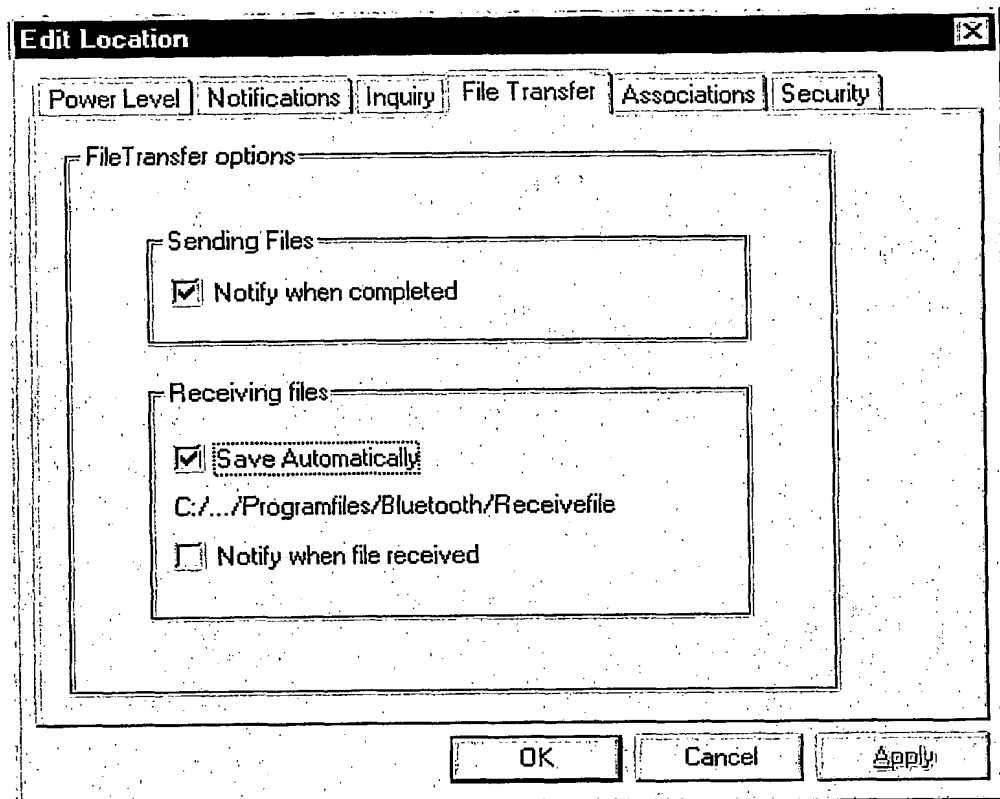 Edit Location
Power Level Notifications Inquiry File Transfer Associations Security
FileTransfer options
Sending Files
Notify when completed
Receiving files
Save Automatically
C:/.../Programfiles/Bluetooth/Receivefile
Notify when file received
OK Cancel Apply